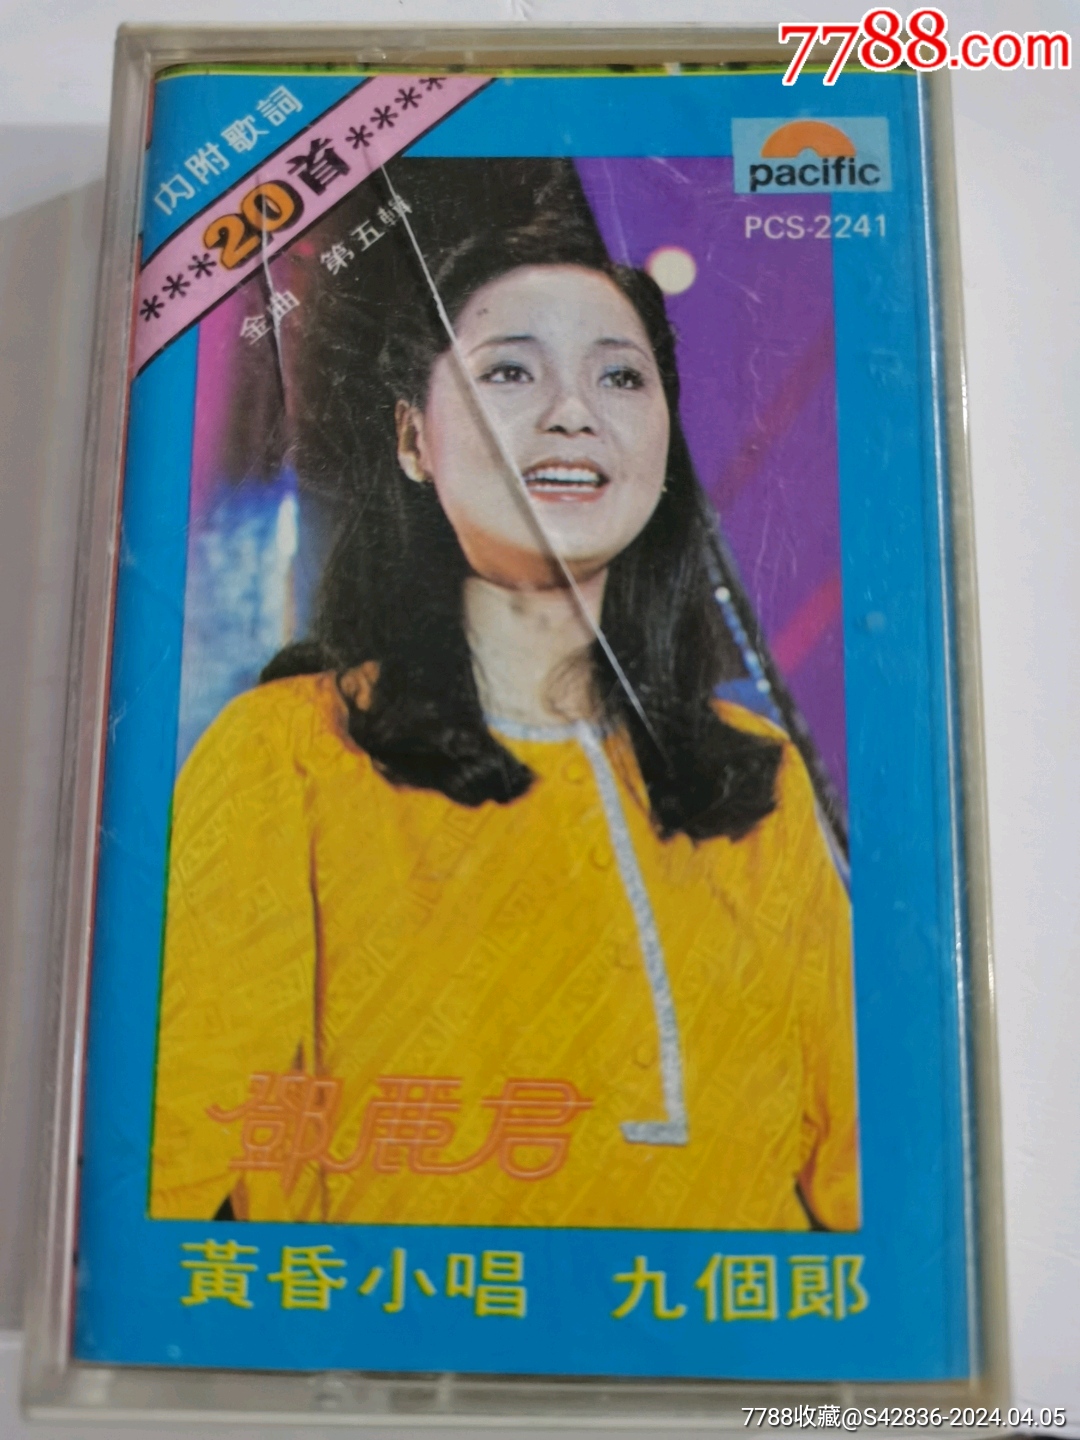 7788.com
內附歌詞
****20首*****
金曲 第五輯
pacific
PCS-2241
鄧麗君
黃昏小唱 九個郎
7788收藏@S42836-2024.04.05